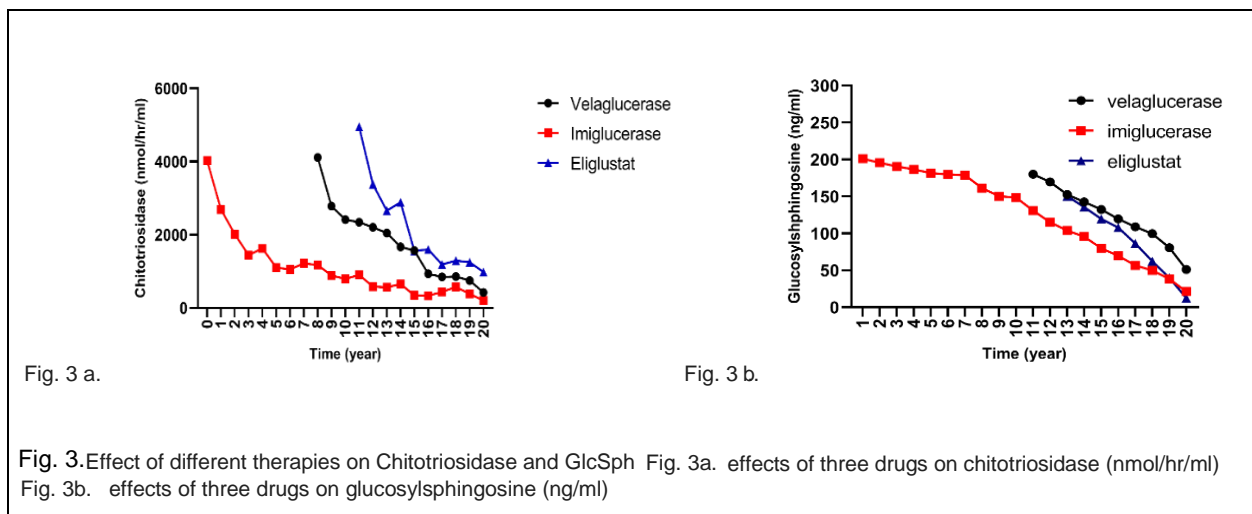 6000
4000
2000
0
Chitotriosidase (nmol/hr/ml)
0 1 2 3 4 5 6 7 8 9 10 11 12 13 14 15 16 17 18 19 20
Time (year)
Velaglucerase
Imiglucerase
Eliglustat
Fig. 3 a.
300
250
200
150
100
50
0
Glucosylshphingosine (ng/ml)
1 2 3 4 5 6 7 8 9 10 11 12 13 14 15 16 17 18 19 20
Time (year)
velaglucerase
imiglucerase
eliglustat
Fig. 3 b.
Fig. 3. Effect of different therapies on Chitotriosidase and GlcSph Fig. 3a. effects of three drugs on chitotriosidase (nmol/hr/ml)
Fig. 3b. effects of three drugs on glucosylsphingosine (ng/ml)